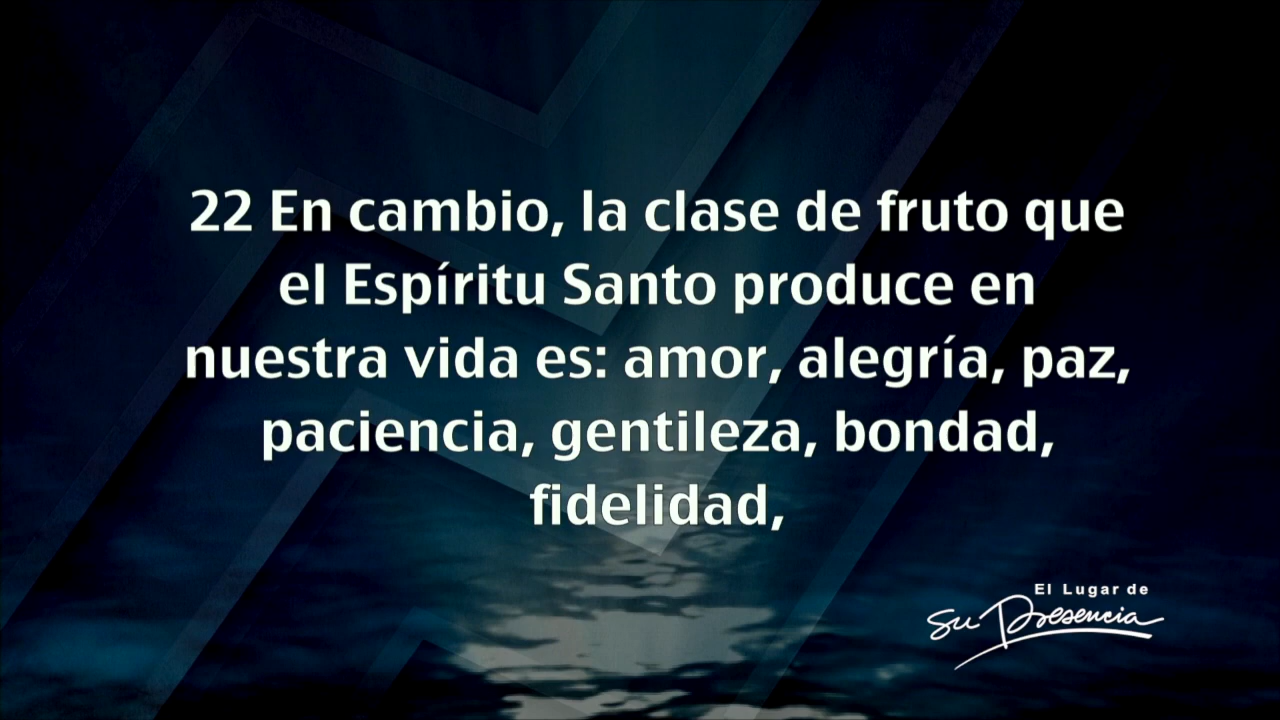 22 En cambio, la clase de fruto que
el Espíritu Santo produce en
nuestra vida es: amor, alegría, paz,
paciencia, gentileza, bondad,
fidelidad,
El Lugar de
Su Presencia